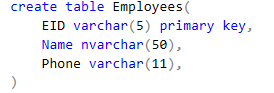 create table Employees(
EID varchar(5) primary key,
Name nvarchar(50),
Phone varchar(11),
)